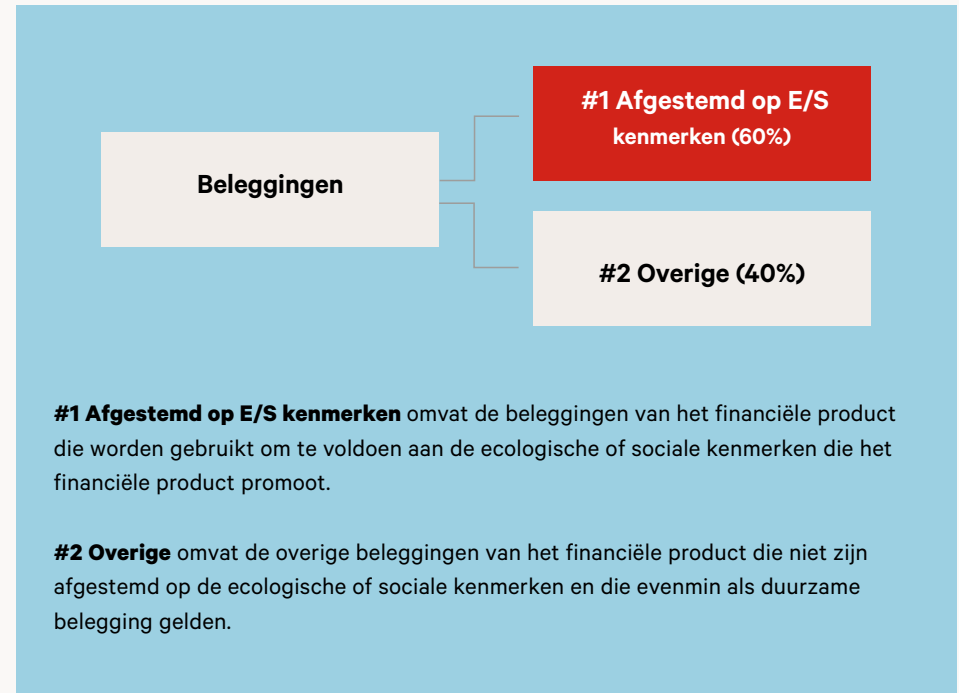 #1 Afgestemd op E/S
kenmerken (60%)
Beleggingen
#2 Overige (40%)
#1 Afgestemd op E/S kenmerken omvat de beleggingen van het financiële product
die worden gebruikt om te voldoen aan de ecologische of sociale kenmerken die het
financiële product promoot.
#2 Overige omvat de overige beleggingen van het financiële product die niet zijn
afgestemd op de ecologische of sociale kenmerken en die evenmin als duurzame
belegging gelden.